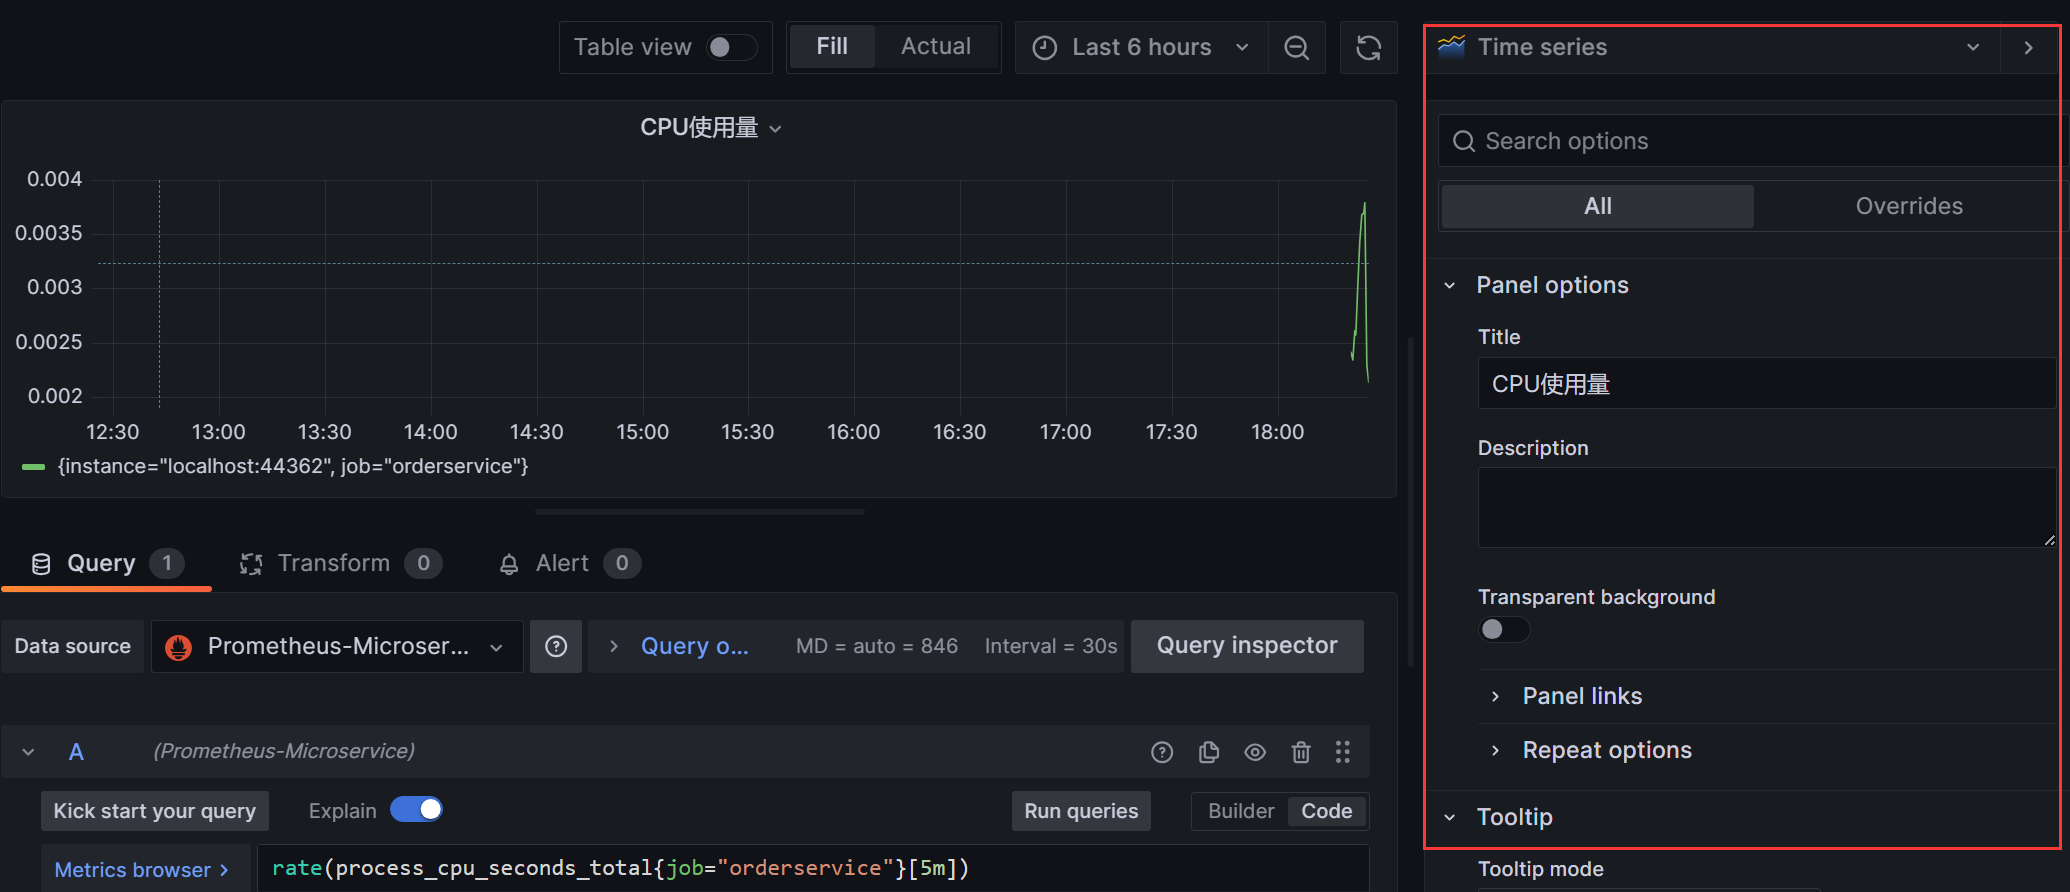 Table view
Fill
Actual
Last 6 hours
Time series
CPU使用量
0.004
0.0035
0.003
0.0025
0.002
12:30
13:00
13:30
14:00
14:30
15:00
15:30
16:00
16:30
17:00
17:30
18:00
{instance="localhost:44362", job="orderservice"}
Query 1
Transform 0
Alert 0
Data source
Prometheus-Microser...
Query o...
MD = auto = 846
Interval = 30s
Query inspector
A
(Prometheus-Microservice)
Kick start your query
Explain
Run queries
Builder
Code
Metrics browser >
rate(process_cpu_seconds_total{job="orderservice"}[5m])
Search options
All
Overrides
Panel options
Title
CPU使用量
Description
Transparent background
Panel links
Repeat options
Tooltip
Tooltip mode